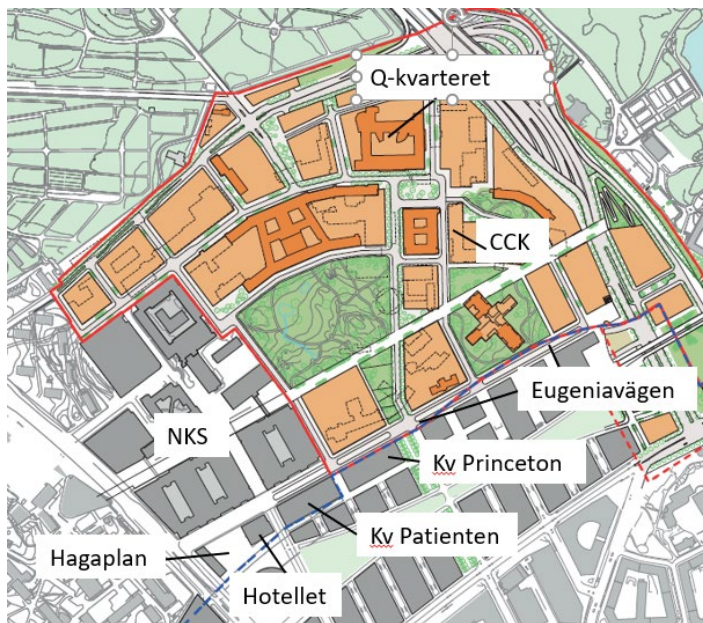 Q-kvarteret
CCK
Eugeniavägen
NKS
Kv Princeton
Kv Patienten
Hagaplan
Hotellet